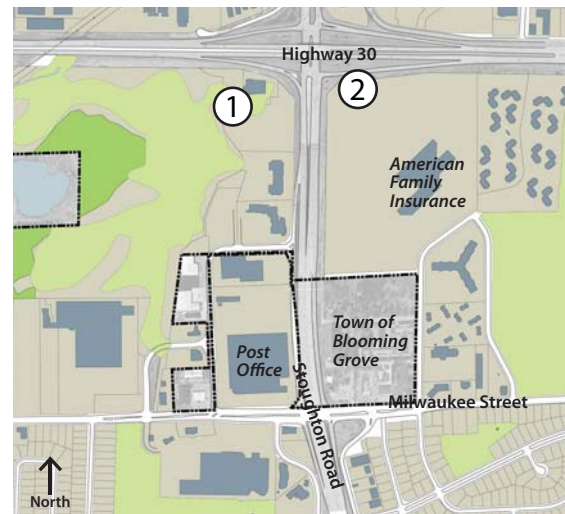 Highway 30
1
2
American
Family
Insurance
Town of
Blooming
Grove
Post
Office
Stoughton Road
Milwaukee Street
North